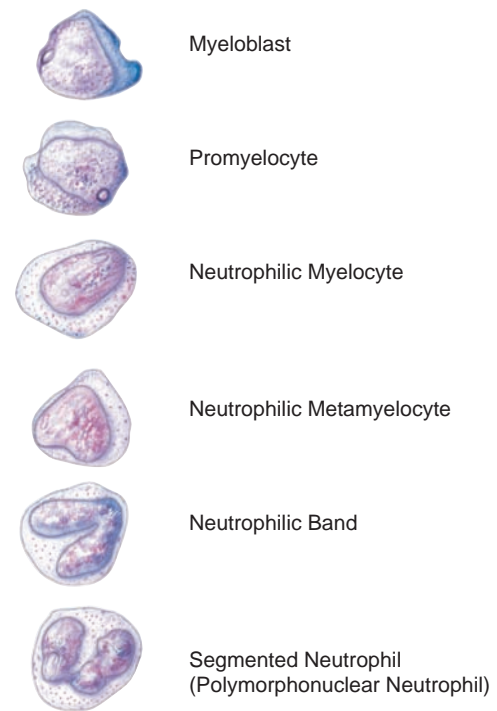 Myeloblast
Promyelocyte
Neutrophilic Myelocyte
Neutrophilic Metamyelocyte
Neutrophilic Band
Segmented Neutrophil
(Polymorphonuclear Neutrophil)